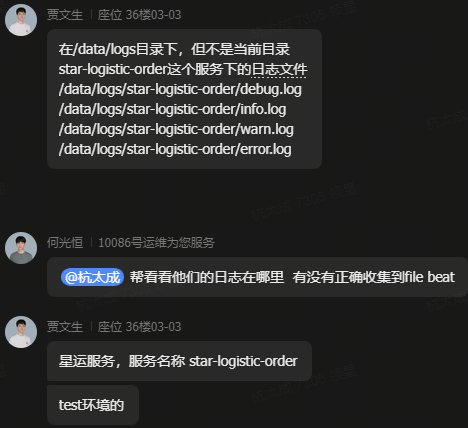 贾文生 | 座位 36楼03-03
在/data/logs目录下，但不是当前目录
star-logistic-order这个服务下的日志文件
/data/logs/star-logistic-order/debug.log
/data/logs/star-logistic-order/info.log
/data/logs/star-logistic-order/warn.log
/data/logs/star-logistic-order/error.log
何光恒 | 10086号运维为您服务
@杭太成 帮看看他们的日志在哪里 有没有正确收集到file beat
贾文生 | 座位 36楼03-03
星运服务，服务名称 star-logistic-order
test环境的